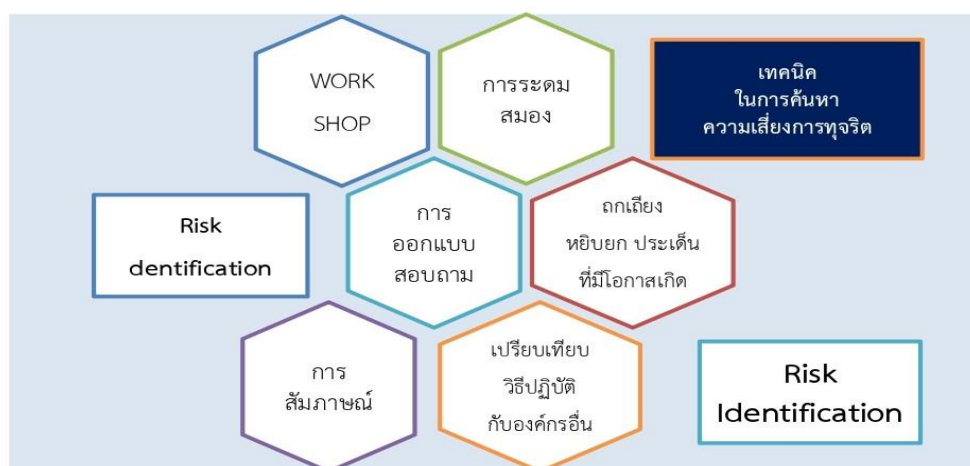 WORK
SHOP
การระดม
สมอง
เทคนิค
ในการค้นหา
ความเสี่ยงการทุจริต
Risk
dentification
การ
ออกแบบ
สอบถาม
ถกเถียง
หยิบยก ประเด็น
ที่มีโอกาสเกิด
การ
สัมภาษณ์
เปรียบเทียบ
วิธีปฏิบัติ
กับองค์กรอื่น
Risk
Identification